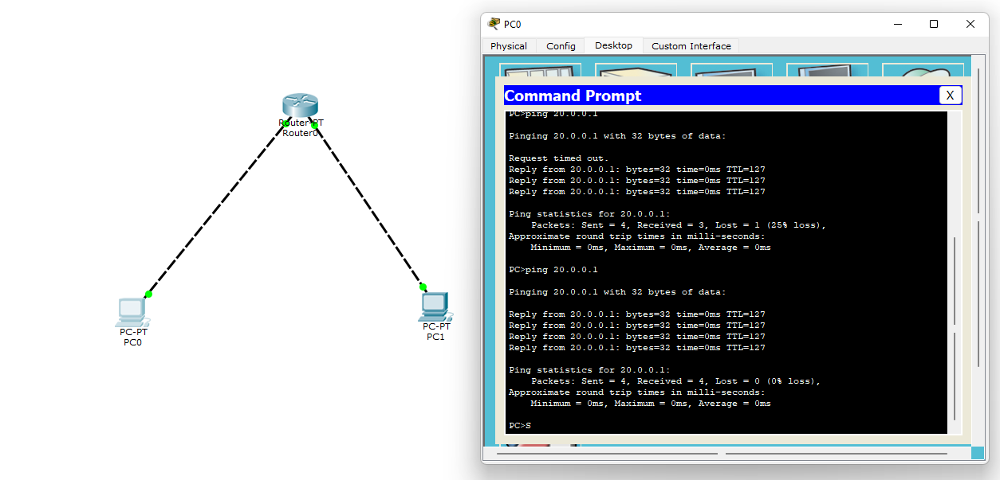 Router-PT
Router0
PC-PT
PC0
PC-PT
PC1
PC0
Physical Config Desktop Custom Interface
Command Prompt
X
PC>ping 20.0.0.1
Pinging 20.0.0.1 with 32 bytes of data:
Request timed out.
Reply from 20.0.0.1: bytes=32 time=0ms TTL=127
Reply from 20.0.0.1: bytes=32 time=0ms TTL=127
Reply from 20.0.0.1: bytes=32 time=0ms TTL=127
Ping statistics for 20.0.0.1:
Packets: Sent = 4, Received = 3, Lost = 1 (25% loss),
Approximate round trip times in milli-seconds:
Minimum = 0ms, Maximum = 0ms, Average = 0ms
PC>ping 20.0.0.1
Pinging 20.0.0.1 with 32 bytes of data:
Reply from 20.0.0.1: bytes=32 time=0ms TTL=127
Reply from 20.0.0.1: bytes=32 time=0ms TTL=127
Reply from 20.0.0.1: bytes=32 time=0ms TTL=127
Reply from 20.0.0.1: bytes=32 time=0ms TTL=127
Ping statistics for 20.0.0.1:
Packets: Sent = 4, Received = 4, Lost = 0 (0% loss),
Approximate round trip times in milli-seconds:
Minimum = 0ms, Maximum = 0ms, Average = 0ms
PC>S